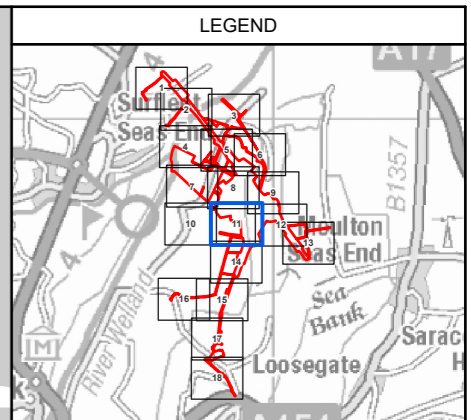 LEGEND
A17
4
1
Surfleet
Seas End
2
3
4
5
6
B1357
7
8
9
10
11
12
Moulton
Seas End
13
14
16
15
Sea
Bank
River Welland
M
17
Loosegate
Sarac
H
18